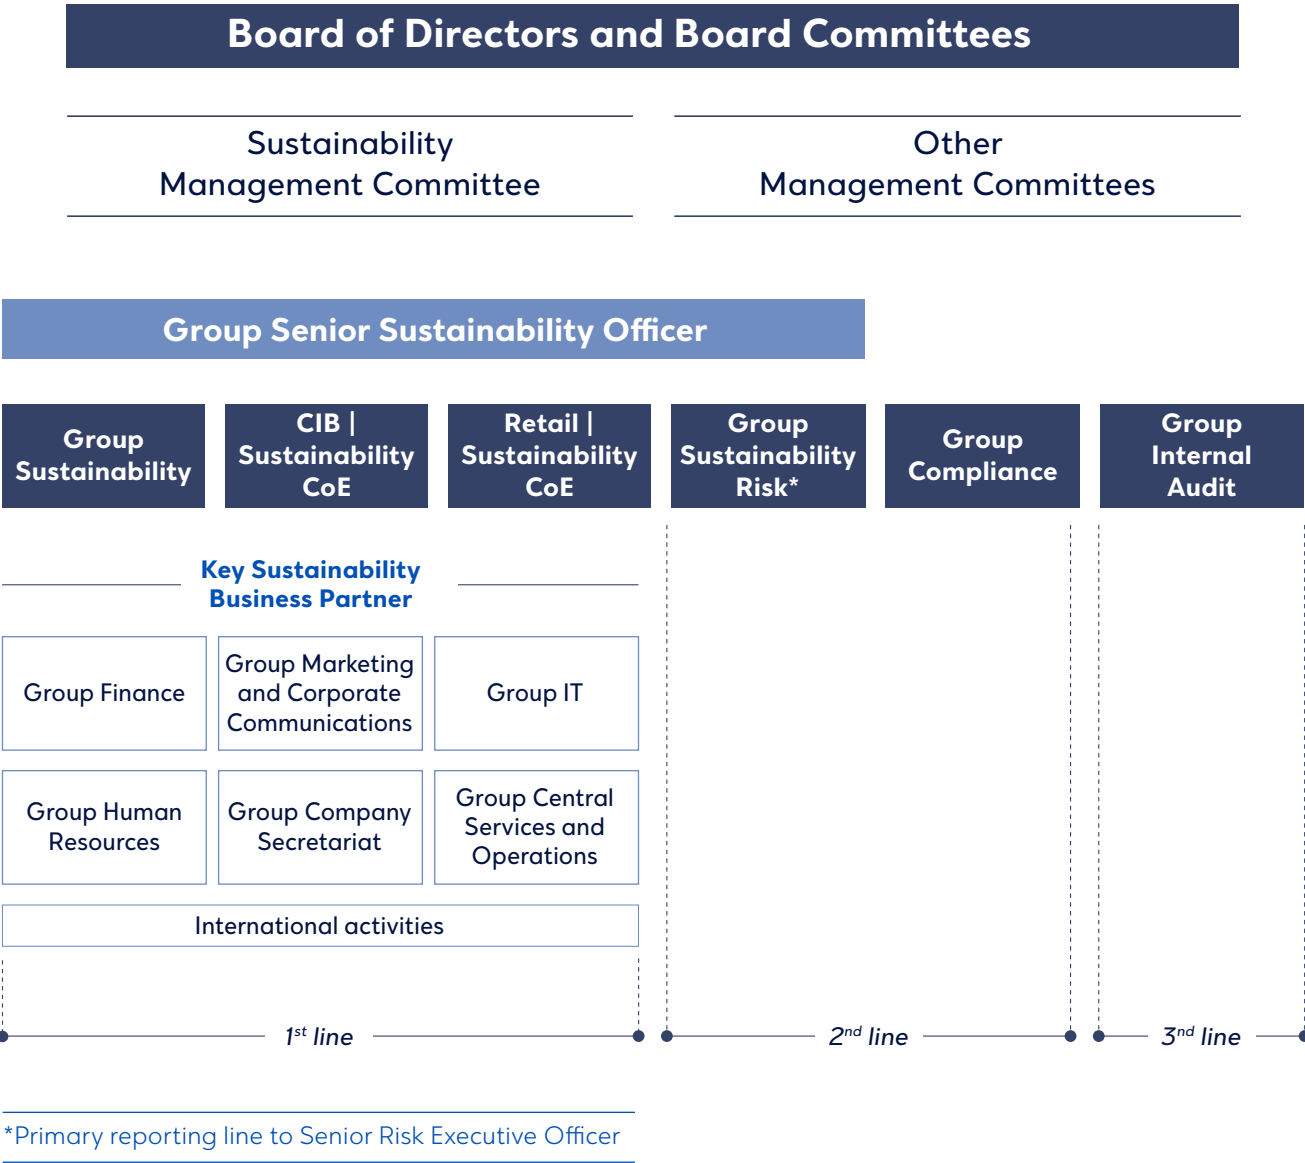 Board of Directors and Board Committees
Sustainability
Management Committee
Other
Management Committees
Group Senior Sustainability Officer
Group
Sustainability
CIB |
Sustainability
CoE
Retail |
Sustainability
CoE
Group
Sustainability
Risk*
Group
Compliance
Group
Internal
Audit
Key Sustainability
Business Partner
Group Finance
Group Marketing
and Corporate
Communications
Group IT
Group Human
Resources
Group Company
Secretariat
Group Central
Services and
Operations
International activities
1st line
2nd line
3nd line
*Primary reporting line to Senior Risk Executive Officer